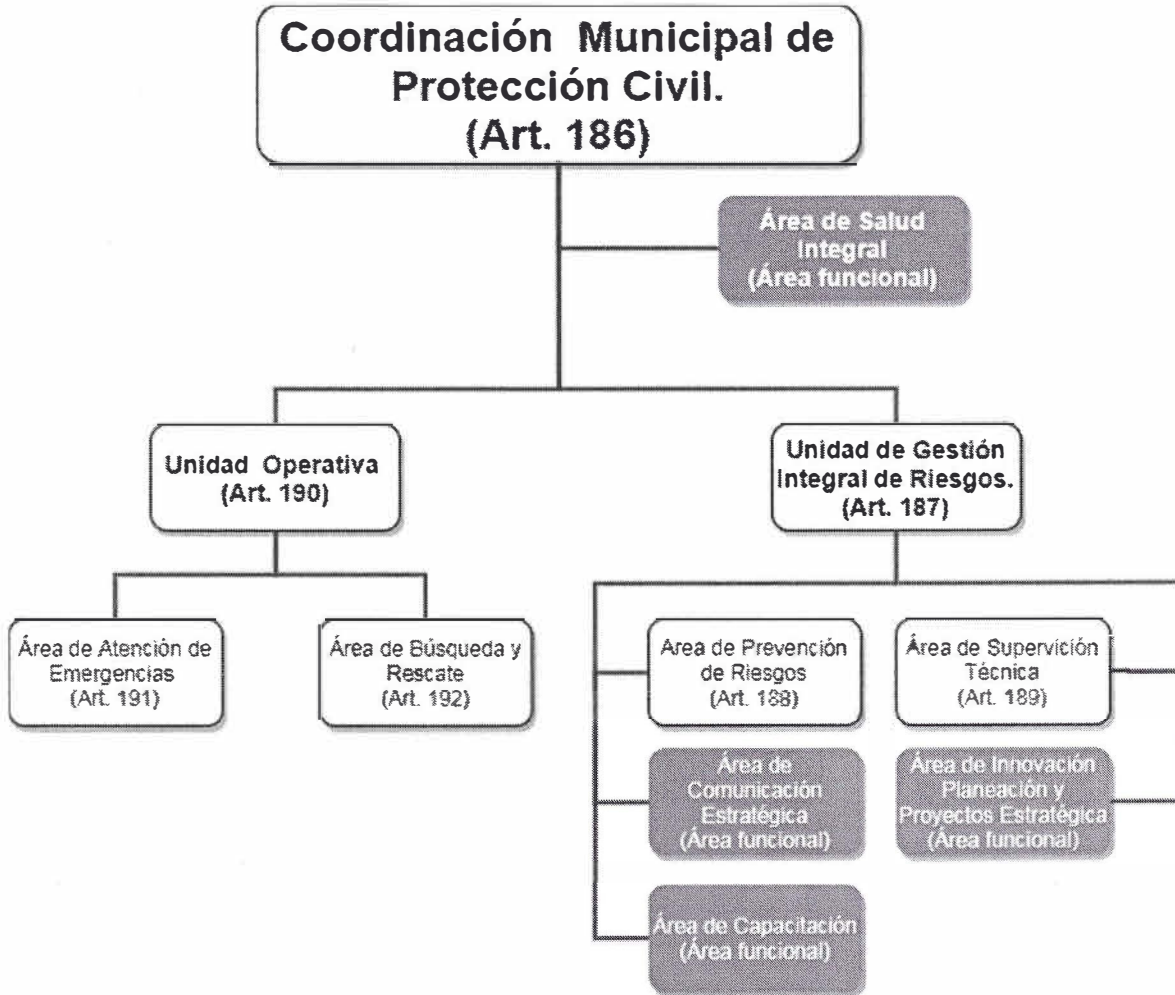 Coordinación Municipal de
Protección Civil.
(Art. 186)
Área de Salud
Integral
(Área funcional)
Unidad Operativa
(Art. 190)
Unidad de Gestión
Integral de Riesgos.
(Art. 187)
Área de Atención de
Emergencias
(Art. 191)
Área de Búsqueda y
Rescate
(Art. 192)
Area de Prevención
de Riesgos
(Art. 188)
Área de Supervición
Técnica
(Art. 189)
Área de
Comunicación
Estratégica
(Área funcional)
Área de Innovación
Planeación y
Proyectos Estratégica
(Área funcional)
Área de Capacitación
(Área funcional)